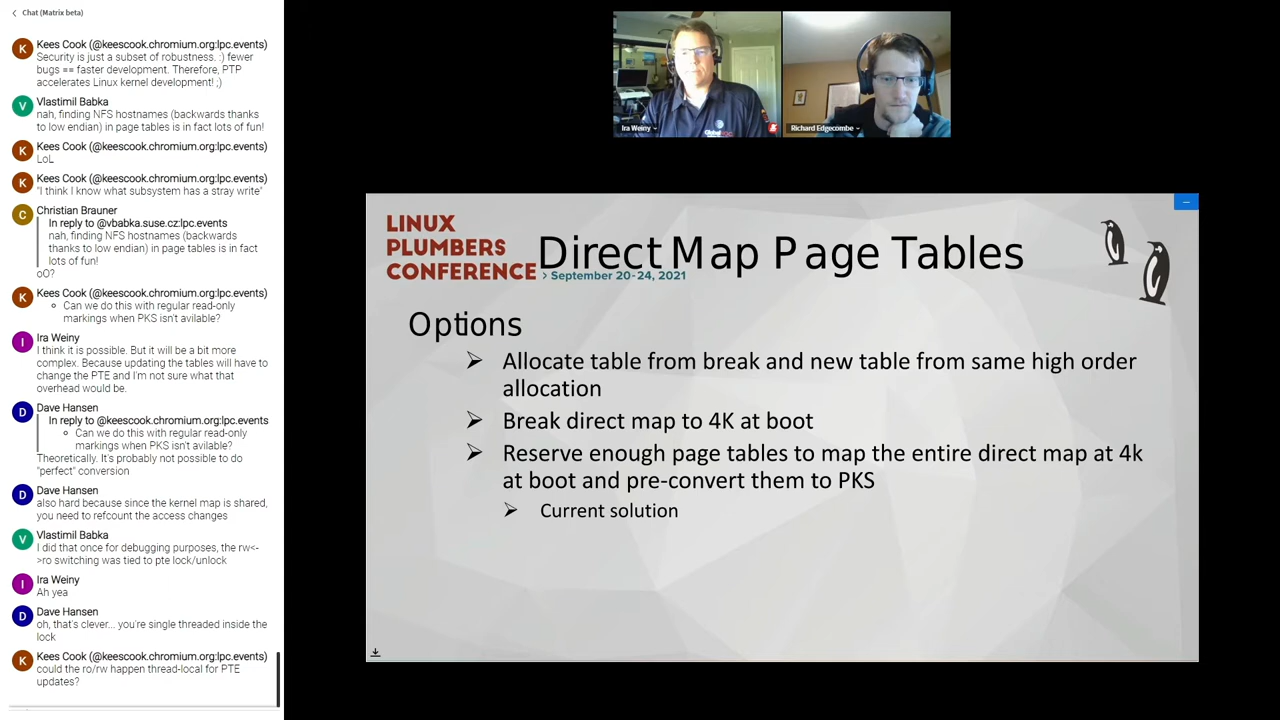 Chat (Matrix beta)
K
Kees Cook (@keescook.chromium.org:lpc.events)
Security is just a subset of robustness. :) fewer
bugs == faster development. Therefore, PTP
accelerates Linux kernel development! ;)
V
Vlastimil Babka
nah, finding NFS hostnames (backwards thanks
to low endian) in page tables is in fact lots of fun!
K
Kees Cook (@keescook.chromium.org:lpc.events)
LoL
K
Kees Cook (@keescook.chromium.org:lpc.events)
"I think I know what subsystem has a stray write"
C
Christian Brauner
In reply to @vbabka.suse.cz:lpc.events
nah, finding NFS hostnames (backwards
thanks to low endian) in page tables is in fact
lots of fun!
oO?
K
Kees Cook (@keescook.chromium.org:lpc.events)
Can we do this with regular read-only
markings when PKS isn't avilable?
I
Ira Weiny
I think it is possible. But it will be a bit more
complex. Because updating the tables will have to
change the PTE and I'm not sure what that
overhead would be.
D
Dave Hansen
In reply to @keescook.chromium.org:lpc.events
Can we do this with regular read-only
markings when PKS isn't avilable?
Theoretically. It's probably not possible to do
"perfect" conversion
D
Dave Hansen
also hard because since the kernel map is shared,
you need to refcount the access changes
V
Vlastimil Babka
I did that once for debugging purposes, the rw<-
>ro switching was tied to pte lock/unlock
I
Ira Weiny
Ah yea
D
Dave Hansen
oh, that's clever... you're single threaded inside the
lock
K
Kees Cook (@keescook.chromium.org:lpc.events)
could the ro/rw happen thread-local for PTE
updates?
Ira Weiny
Richard Edgecombe
LINUX
PLUMBERS
CONFERENCE
> September 20-24, 2021
Direct Map Page Tables
Options
Allocate table from break and new table from same high order
allocation
Break direct map to 4K at boot
Reserve enough page tables to map the entire direct map at 4k
at boot and pre-convert them to PKS
Current solution